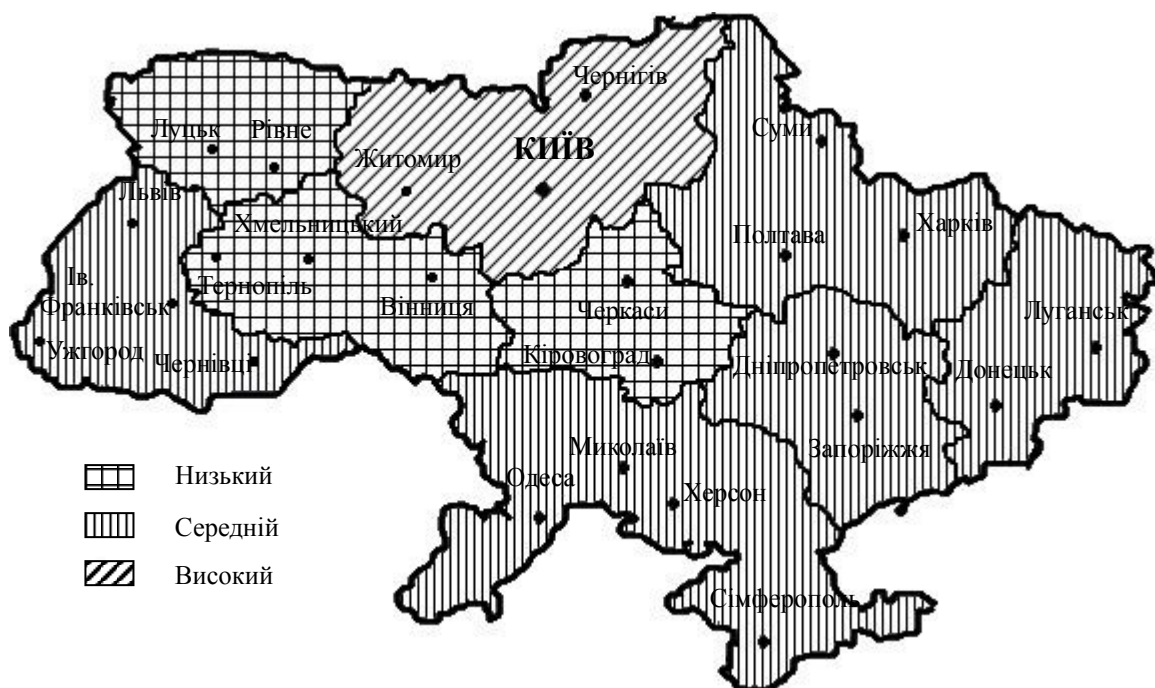 Чернігів
Луцьк
Рівне
Суми
Житомир
КИЇВ
Львів
Хмельницький
Полтава
Харків
Тернопіль
Ів.
Франківськ
Вінниця
Черкаси
Луганськ
Ужгород
Чернівці
Кіровоград
Дніпропетровськ
Донецьк
Миколаїв
Запоріжжя
Одеса
Херсон
Сімферополь
Низький
Середній
Високий